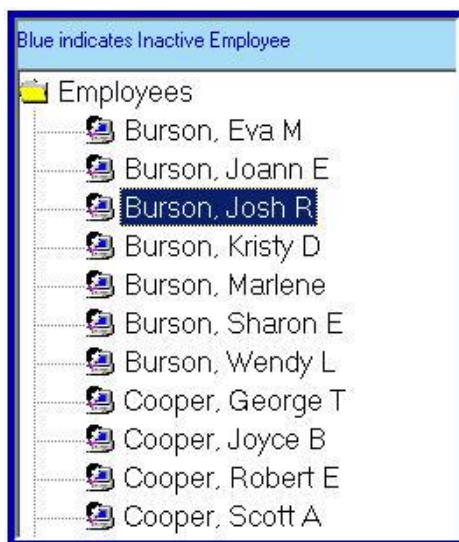 Blue indicates Inactive Employee
Employees
Burson, Eva M
Burson, Joann E
Burson, Josh R
Burson, Kristy D
Burson, Marlene
Burson, Sharon E
Burson, Wendy L
Cooper, George T
Cooper, Joyce B
Cooper, Robert E
Cooper, Scott A